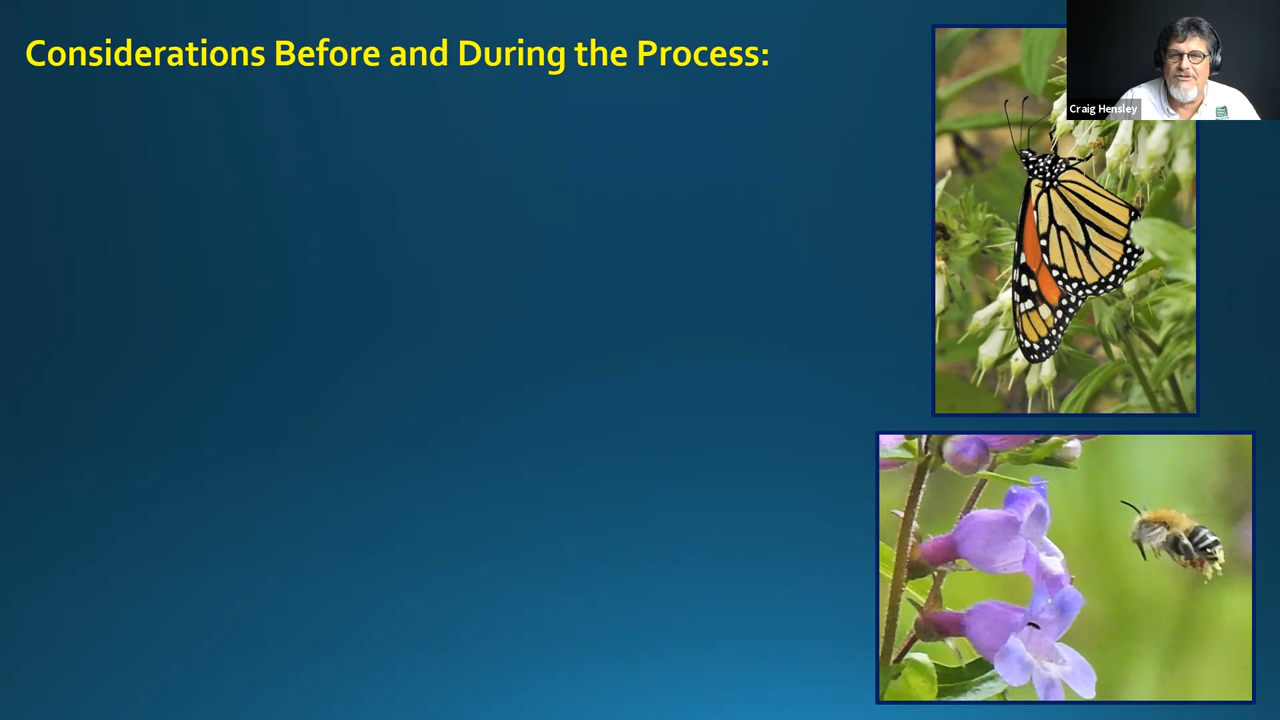 Considerations Before and During the Process:
Craig Hensley